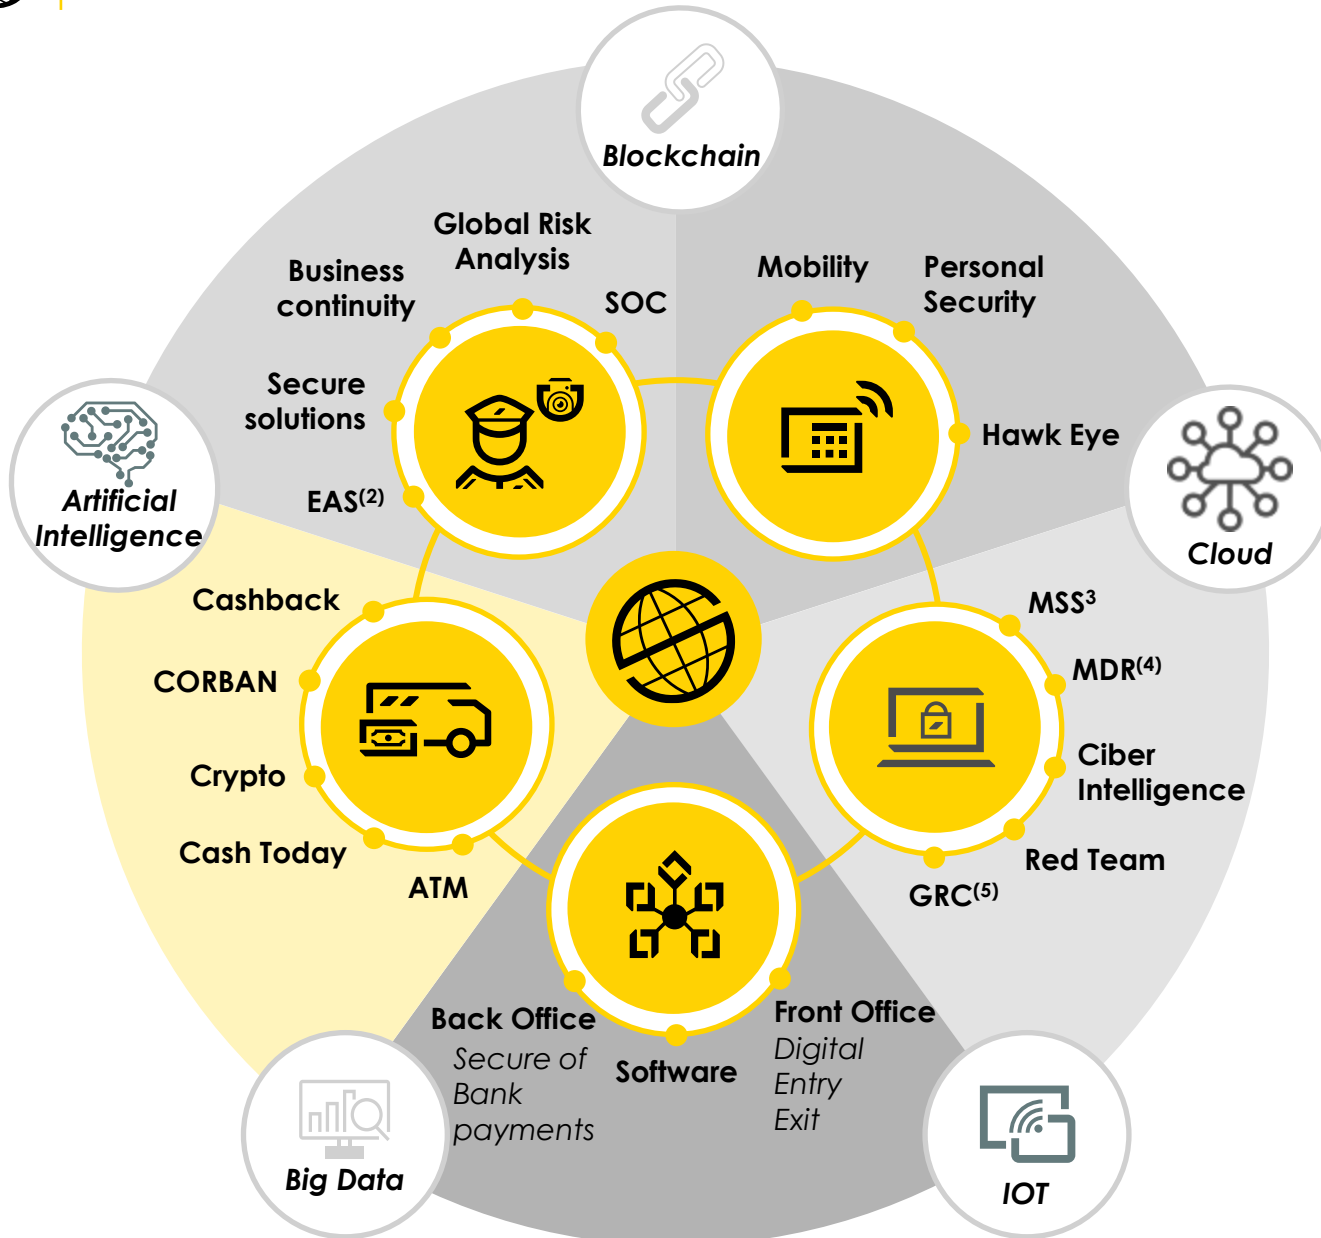 Blockchain
Global Risk
Analysis
Business
continuity
SOC
Secure
solutions
EAS(2)
Mobility
Personal
Security
Hawk Eye
Artificial
Intelligence
Cloud
Cashback
CORBAN
Crypto
Cash Today
ATM
MSS3
MDR(4)
Ciber
Intelligence
Red Team
GRC(5)
Back Office
Secure of
Bank
payments
Software
Front Office
Digital
Entry
Exit
Big Data
IOT